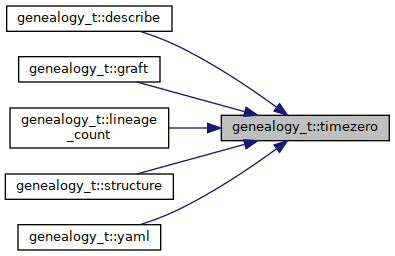 genealogy_t::describe
genealogy_t::graft
genealogy_t::lineage
_count
genealogy_t::timezero
genealogy_t::structure
genealogy_t::yaml